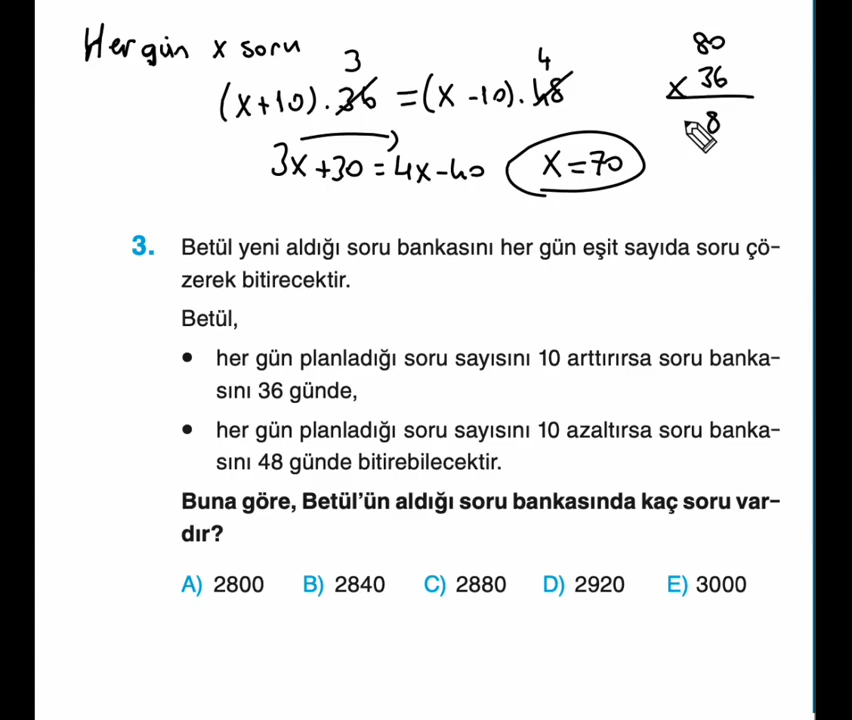 Her gün x soru
3 4
(x+10).36 = (x-10).48
3x+30 = 4x-40 x=70
80
x 36
8
3. Betül yeni aldığı soru bankasını her gün eşit sayıda soru çö-
zerek bitirecektir.
Betül,
• her gün planladığı soru sayısını 10 arttırırsa soru banka-
sını 36 günde,
• her gün planladığı soru sayısını 10 azaltırsa soru banka-
sını 48 günde bitirebilecektir.
Buna göre, Betül'ün aldığı soru bankasında kaç soru var-
dır?
A) 2800 B) 2840 C) 2880 D) 2920 E) 3000